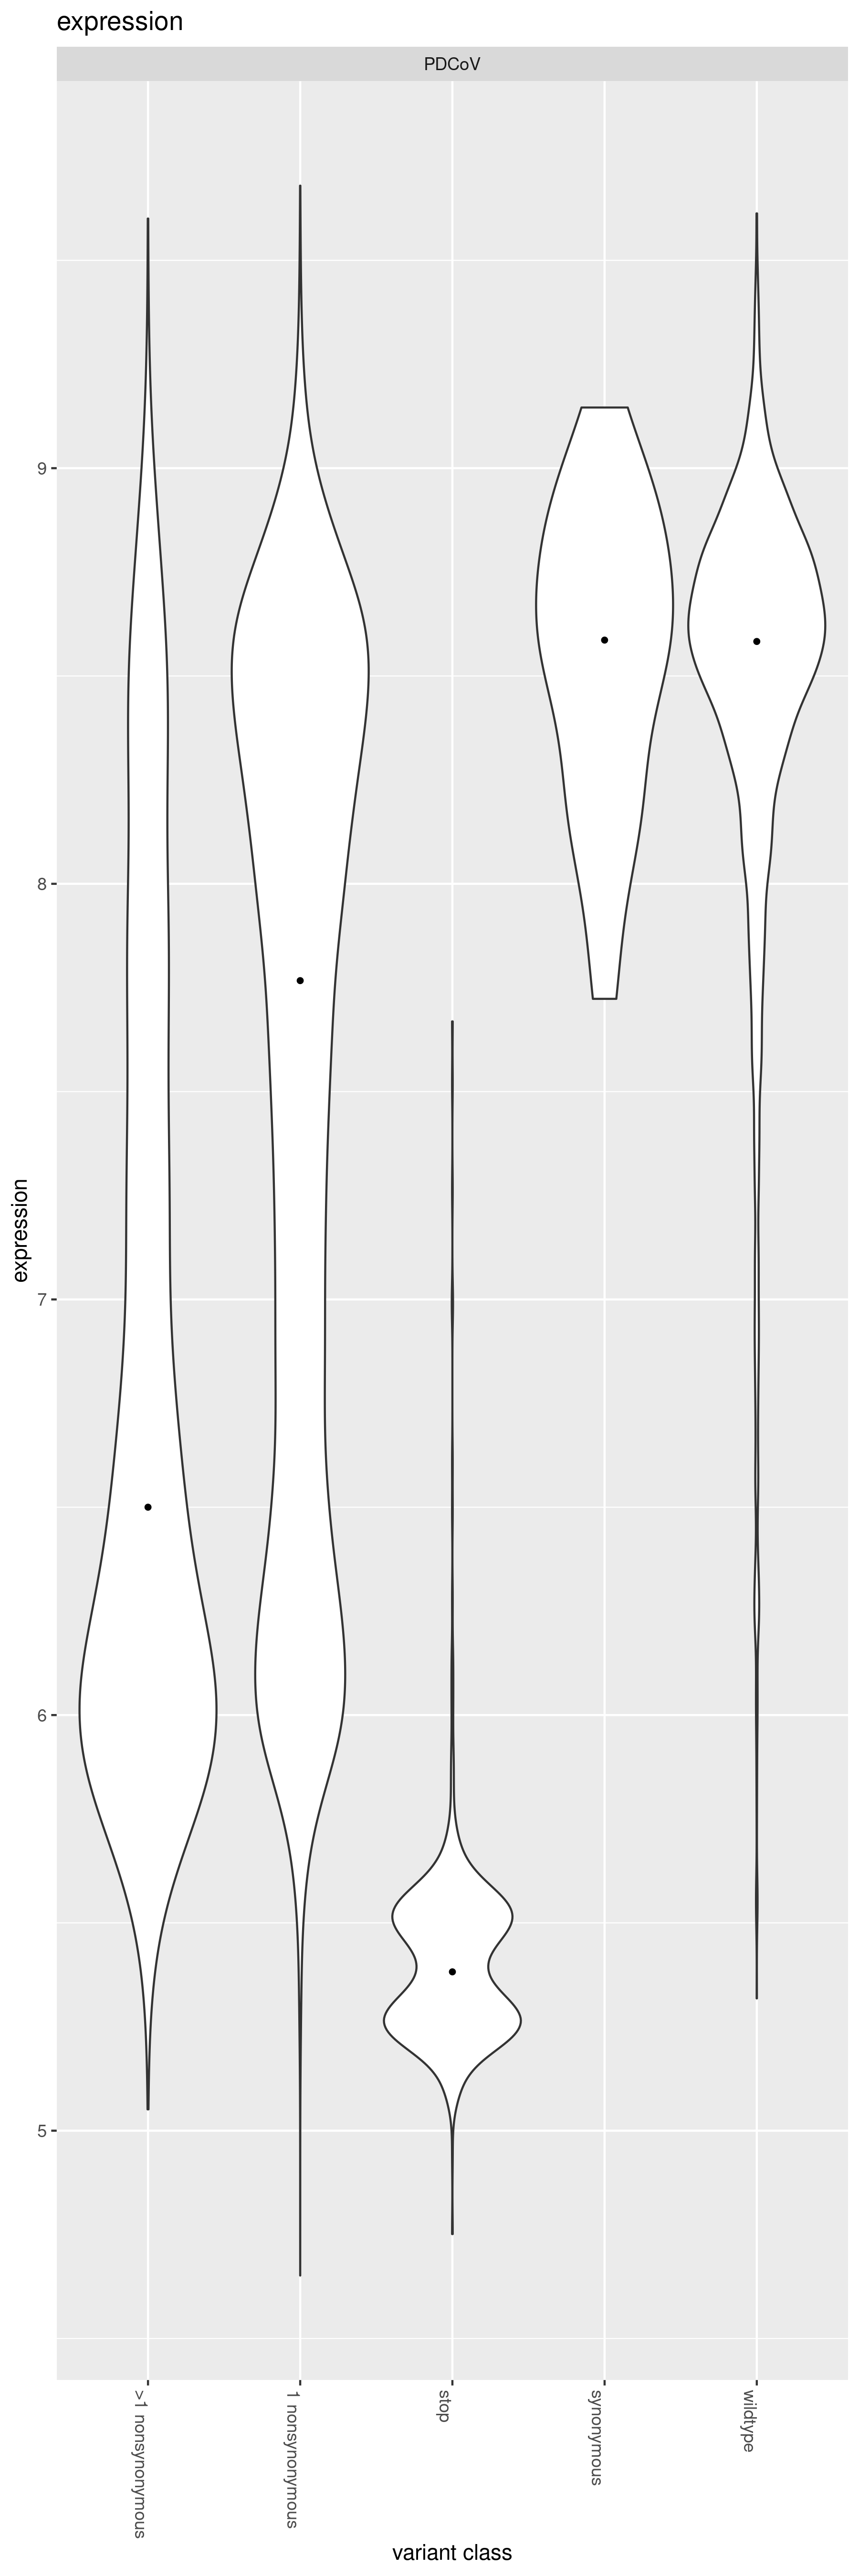 expression
PDCoV
9
8
7
6
5
expression
>1 nonsynonymous
1 nonsynonymous
stop
synonymous
wildtype
variant class